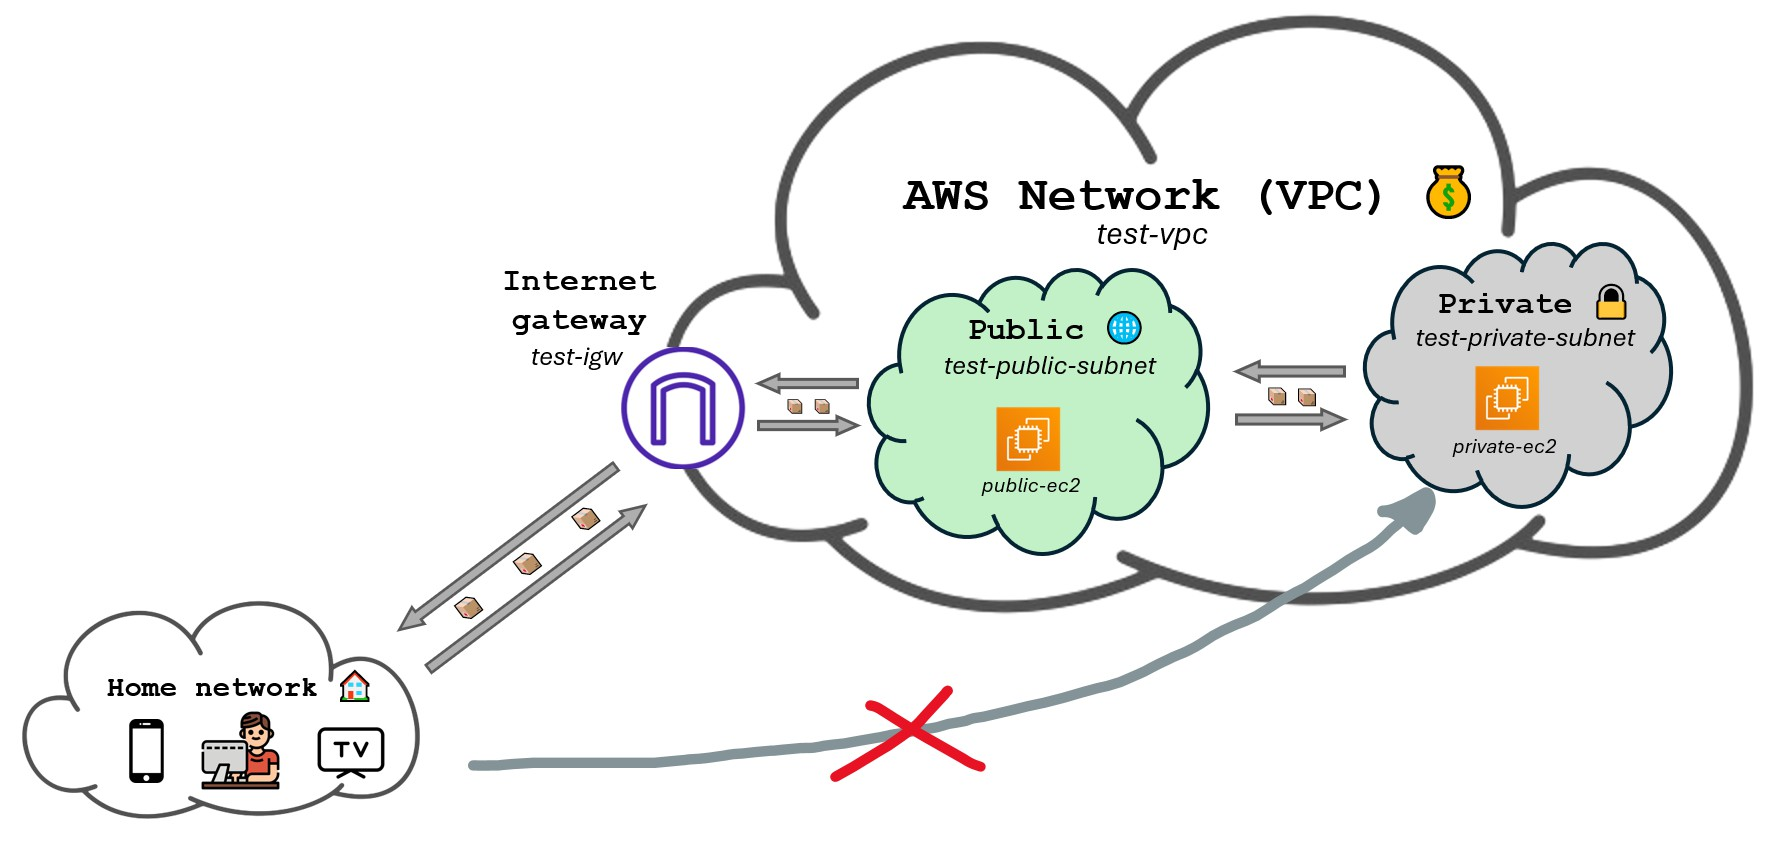 AWS Network (VPC)
test-vpc
Internet
gateway
test-igw
Public
test-public-subnet
public-ec2
Private
test-private-subnet
private-ec2
Home network
TV